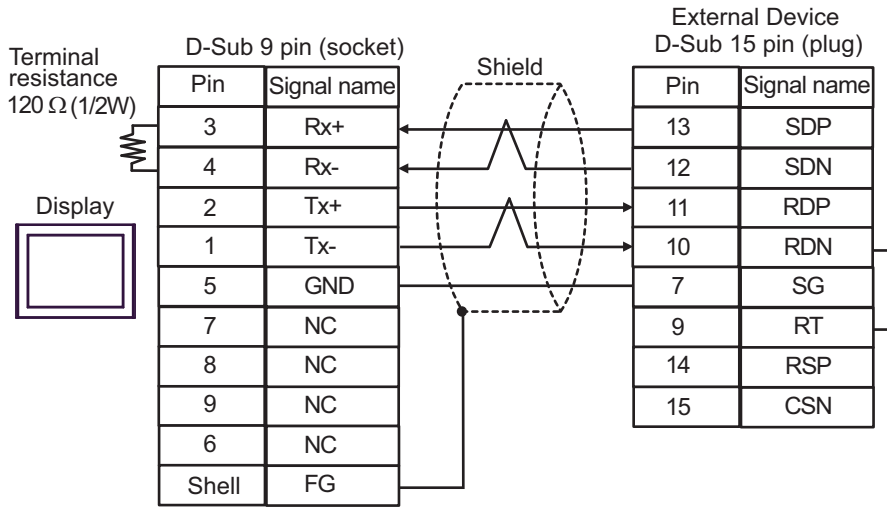 Terminal
resistance
120 Ω (1/2W)
Display
D-Sub 9 pin (socket)
Pin Signal name
3 Rx+
4 Rx-
2 Tx+
1 Tx-
5 GND
7 NC
8 NC
9 NC
6 NC
Shell FG
Shield
External Device
D-Sub 15 pin (plug)
Pin Signal name
13 SDP
12 SDN
11 RDP
10 RDN
7 SG
9 RT
14 RSP
15 CSN